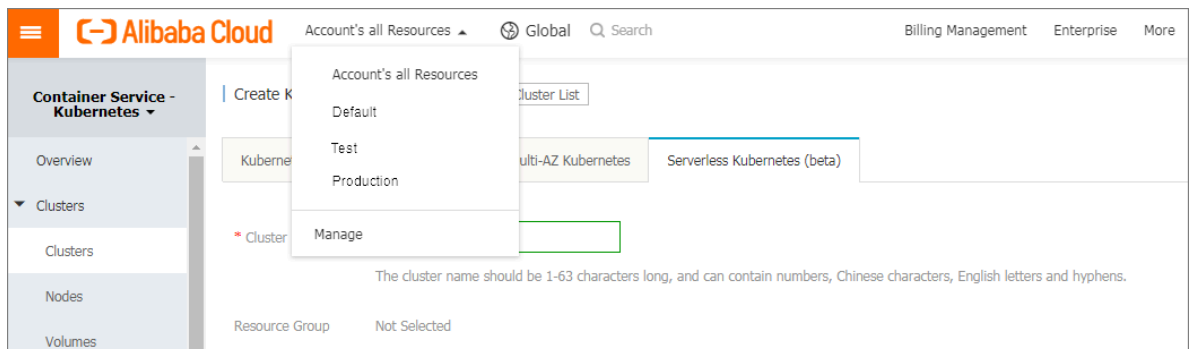 Alibaba Cloud Account's all Resources Global Search Billing Management Enterprise More
Account's all Resources
Container Service - Kubernetes
Create K Cluster List
Default
Overview
Test
Kuberne ulti-AZ Kubernetes Serverless Kubernetes (beta)
Production
Clusters
* Cluster Manage
Clusters
The cluster name should be 1-63 characters long, and can contain numbers, Chinese characters, English letters and hyphens.
Nodes
Resource Group Not Selected
Volumes